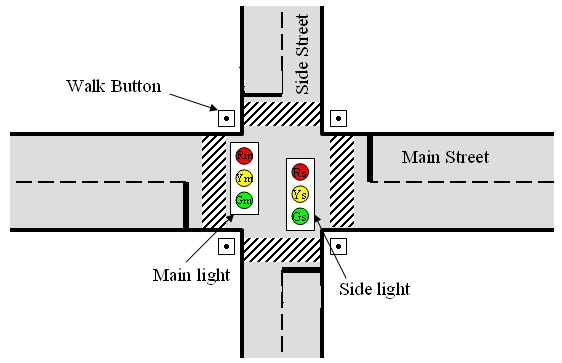 Side Street
Walk Button
Main Street
Rm
Ym
Gm
Rs
Ys
Gs
Main light
Side light